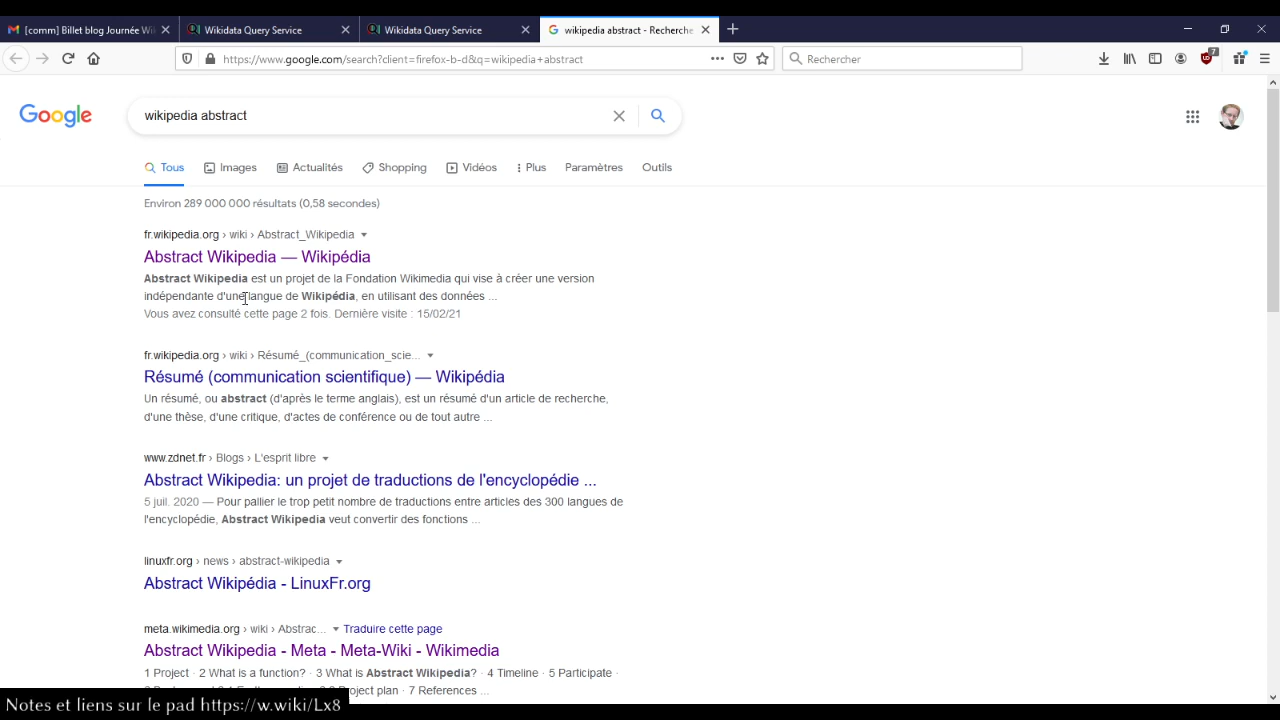 [comm] Billet blog Journée Wi
Wikidata Query Service
Wikidata Query Service
wikipedia abstract - Recherche
https://www.google.com/search?client=firefox-b-d&q=wikipedia+abstract
Rechercher
7
Google
wikipedia abstract
Tous
Images
Actualités
Shopping
Vidéos
Plus
Paramètres
Outils
Environ 289 000 000 résultats (0,58 secondes)
fr.wikipedia.org › wiki › Abstract_Wikipedia
Abstract Wikipedia — Wikipédia
Abstract Wikipedia est un projet de la Fondation Wikimedia qui vise à créer une version
indépendante d'une langue de Wikipédia, en utilisant des données ...
Vous avez consulté cette page 2 fois. Dernière visite : 15/02/21
fr.wikipedia.org › wiki › Résumé_(communication_scie...
Résumé (communication scientifique) — Wikipédia
Un résumé, ou abstract (d'après le terme anglais), est un résumé d'un article de recherche,
d'une thèse, d'une critique, d'actes de conférence ou de tout autre ...
www.zdnet.fr › Blogs › L'esprit libre
Abstract Wikipedia: un projet de traductions de l'encyclopédie ...
5 juil. 2020 — Pour pallier le trop petit nombre de traductions entre articles des 300 langues de
l'encyclopédie, Abstract Wikipedia veut convertir des fonctions ...
linuxfr.org › news › abstract-wikipedia
Abstract Wikipédia - LinuxFr.org
meta.wikimedia.org › wiki › Abstrac... Traduire cette page
Abstract Wikipedia - Meta - Meta-Wiki - Wikimedia
1 Project · 2 What is a function? · 3 What is Abstract Wikipedia? · 4 Timeline · 5 Participate ·
Project plan · 7 References ...
Notes et liens sur le pad https://w.wiki/Lx8